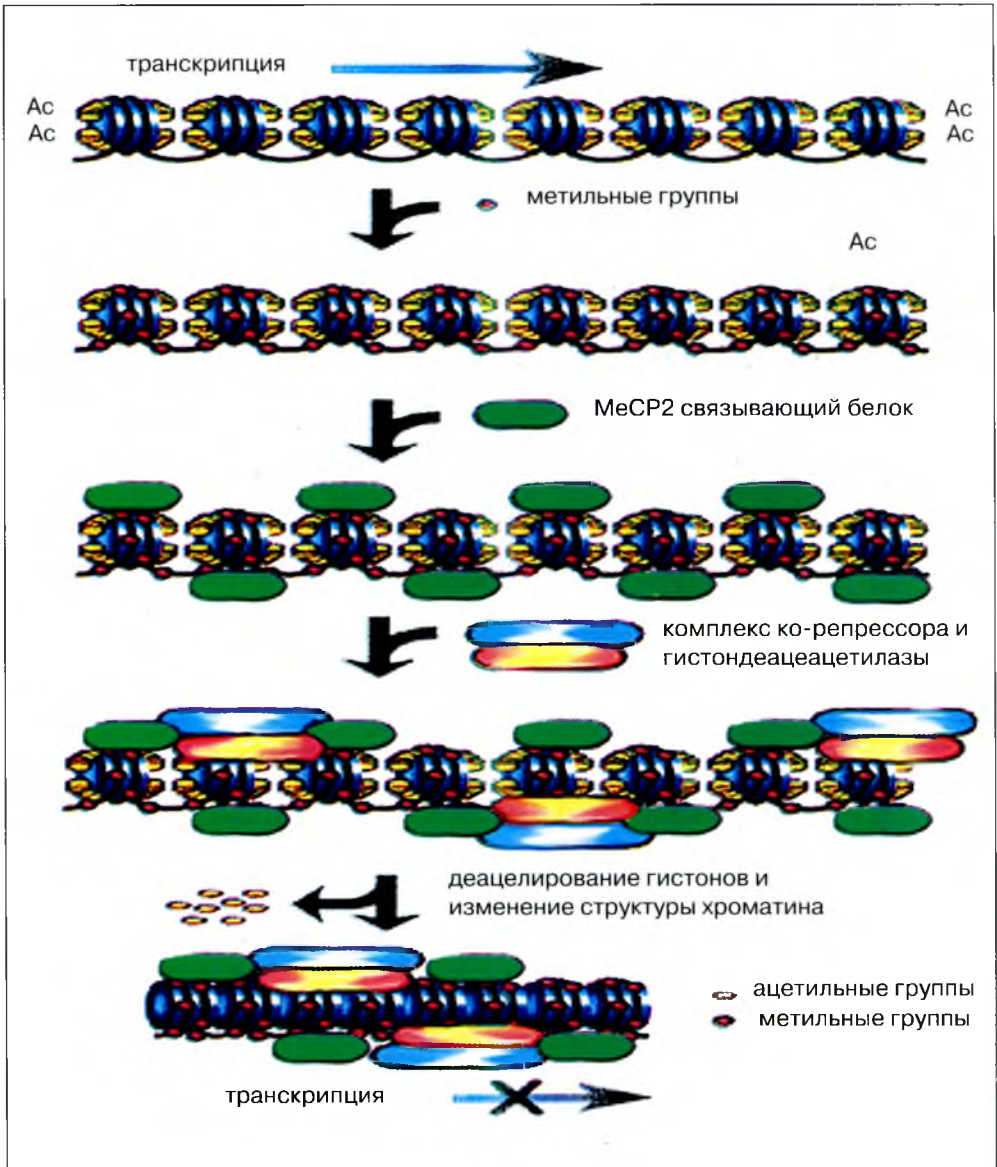 транскрипция
Ac Ac
Ac Ac
метильные группы
Ac
MeCP2 связывающий белок
комплекс ко-репрессора и
гистондеацеацетилазы
деацелирование гистонов и
изменение структуры хроматина
ацетильные группы
метильные группы
транскрипция